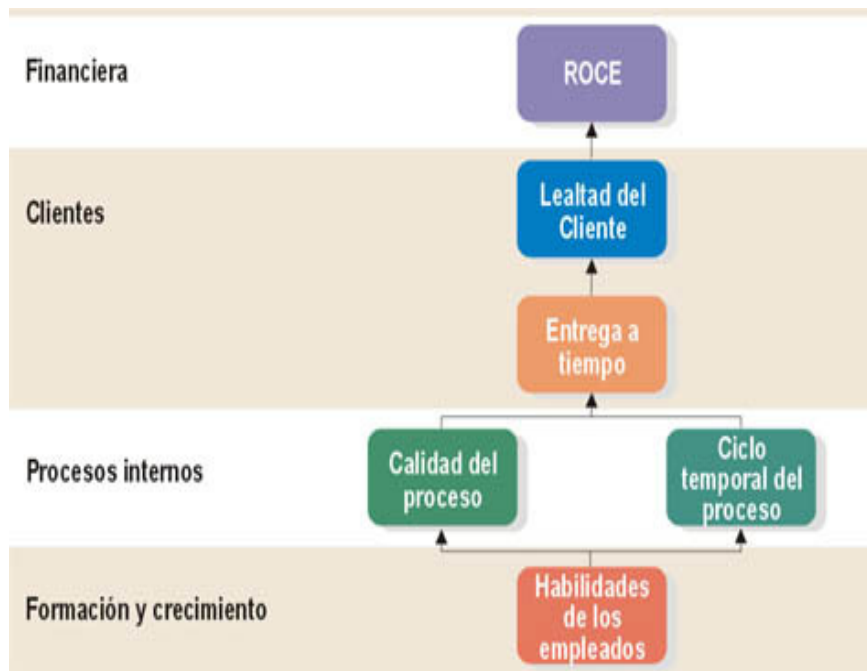 Financiera
ROCE
Clientes
Lealtad del
Cliente
Entrega a
tiempo
Procesos internos
Calidad del
proceso
Ciclo
temporal del
proceso
Formación y crecimiento
Habilidades
de los
empleados